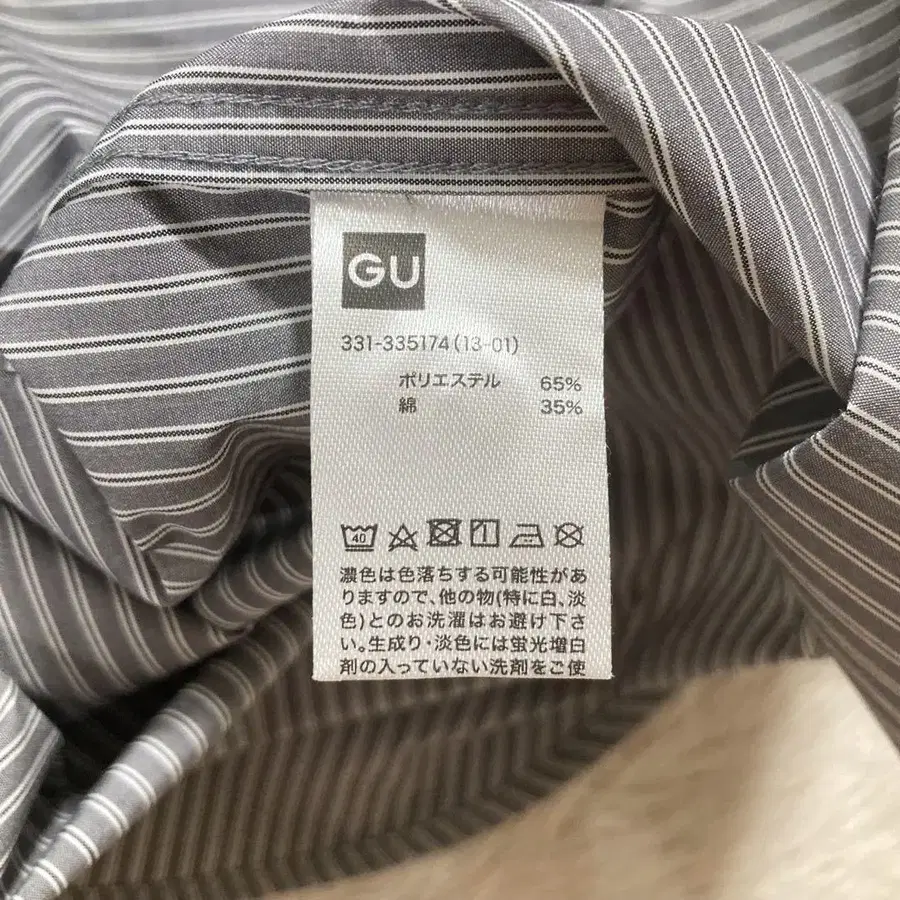 GU
331-335174(13-01)
ポリエステル 65%
綿 35%
40
濃色は色落ちする可能性があ
りますので、他の物(特に白、淡
色)とのお洗濯はお避け下さ
い。生成り・淡色には蛍光増白
剤の入っていない洗剤をご使